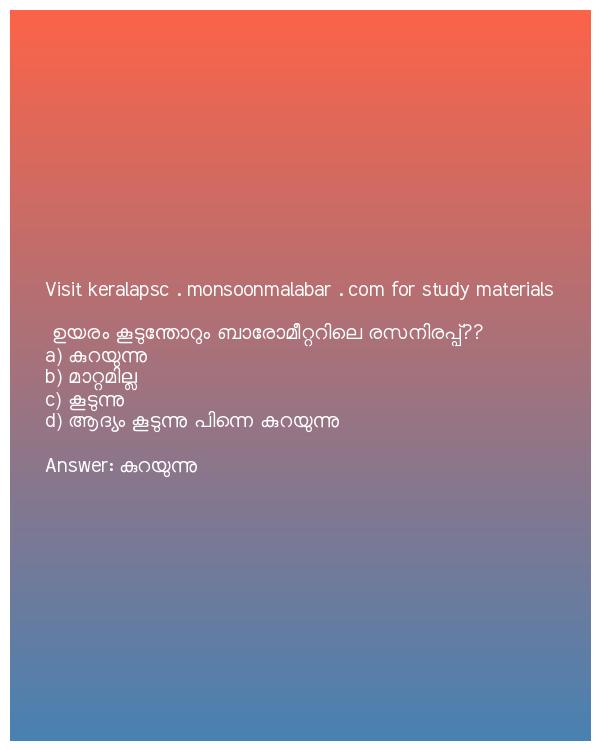 Visit keralapsc . monsoonmalabar . com for study materials
ഉയരം കൂടുന്തോറും ബാരോമീറ്ററിലെ രസനിരപ്പ്??
a) കുറയുന്നു
b) മാറ്റമില്ല
c) കൂടുന്നു
d) ആദ്യം കൂടുന്നു പിന്നെ കുറയുന്നു
Answer: കുറയുന്നു